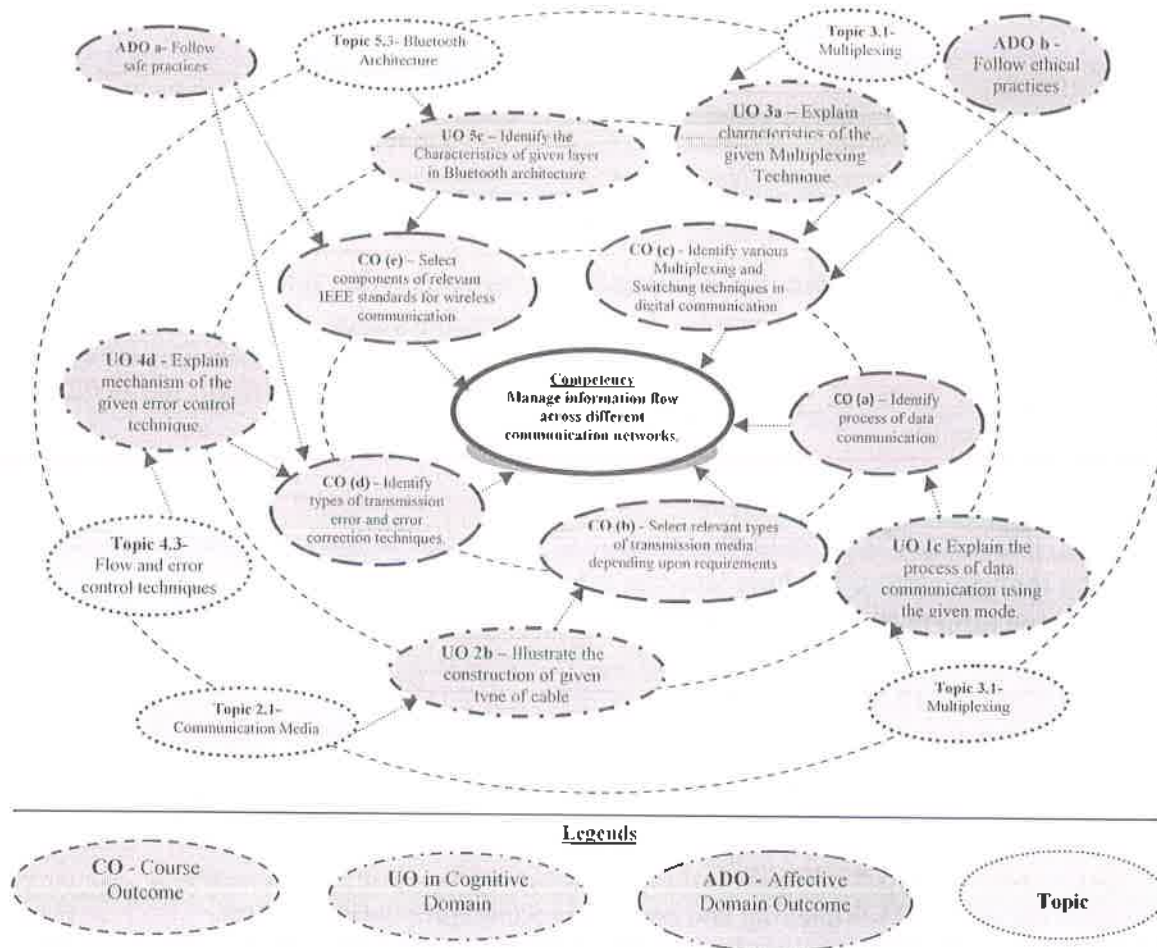 ADO a- Follow
safe practices
Topic 5.3- Bluetooth
Architecture
Topic 3.1-
Multiplexing
ADO b -
Follow ethical
practices
UO 5c – Identify the
Characteristics of given layer
in Bluetooth architecture
UO 3a – Explain
characteristics of the
given Multiplexing
Technique.
CO (e) – Select
components of relevant
IEEE standards for wireless
communication
CO (c) - Identify various
Multiplexing and
Switching techniques in
digital communication
UO 4d - Explain
mechanism of the
given error control
technique.
Competency
Manage information flow
across different
communication networks.
CO (a) – Identify
process of data
communication
CO (d) - Identify
types of transmission
error and error
correction techniques.
CO (b) - Select relevant types
of transmission media
depending upon requirements
Topic 4.3-
Flow and error
control techniques
UO 1c Explain the
process of data
communication using
the given mode.
UO 2b – Illustrate the
construction of given
type of cable
Topic 2.1-
Communication Media
Topic 3.1-
Multiplexing
Legends
CO - Course
Outcome
UO in Cognitive
Domain
ADO - Affective
Domain Outcome
Topic